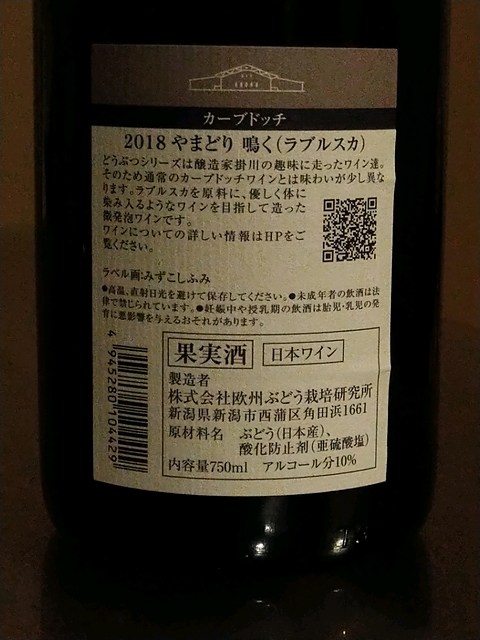 カーブドッチ
2018 やまどり 鳴く(ラブルスカ)
どうぶつシリーズは醸造家掛川の趣味に走ったワイン達。
そのため通常のカーブドッチワインとは味わいが少し異な
ります。ラブルスカを原料に、優しく体に
染み入るようなワインを目指して造った
微発泡ワインです。
ワインについての詳しい情報はHPをご
覧ください。
ラベル画:みずこしふみ
●高温、直射日光を避けて保存してください。●未成年者の飲酒は法
律で禁じられています。●妊娠中や授乳期の飲酒は胎児・乳児の発
育に悪影響を与えるおそれがあります。
果実酒 日本ワイン
製造者
株式会社欧州ぶどう栽培研究所
新潟県新潟市西蒲区角田浜1661
原材料名 ぶどう(日本産)、
酸化防止剤(亜硫酸塩)
内容量750ml アルコール分10%
4 945280 104429